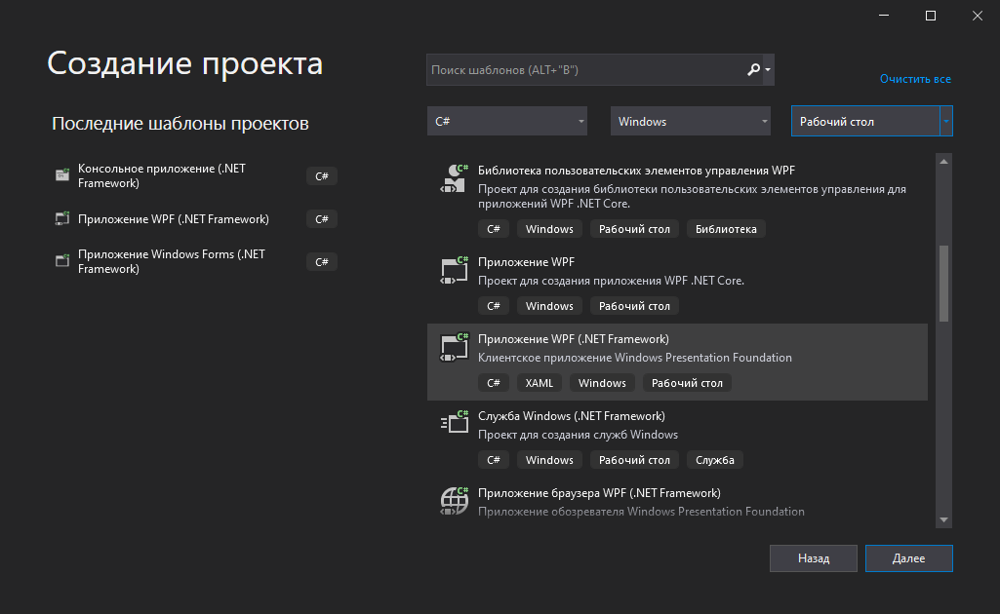 Создание проекта
Последние шаблоны проектов
Консольное приложение (.NET
Framework)
C#
Приложение WPF (.NET Framework)
C#
Приложение Windows Forms (.NET
Framework)
C#
Поиск шаблонов (ALT+"B")
Очистить все
C#
Windows
Рабочий стол
Библиотека пользовательских элементов управления WPF
Проект для создания библиотеки пользовательских элементов управления для
приложений WPF .NET Core.
C# Windows Рабочий стол Библиотека
Приложение WPF
Проект для создания приложения WPF .NET Core.
C# Windows Рабочий стол
Приложение WPF (.NET Framework)
Клиентское приложение Windows Presentation Foundation
C# XAML Windows Рабочий стол
Служба Windows (.NET Framework)
Проект для создания служб Windows
C# Windows Рабочий стол Служба
Приложение браузера WPF (.NET Framework)
Приложение обозревателя Windows Presentation Foundation
Назад
Далее